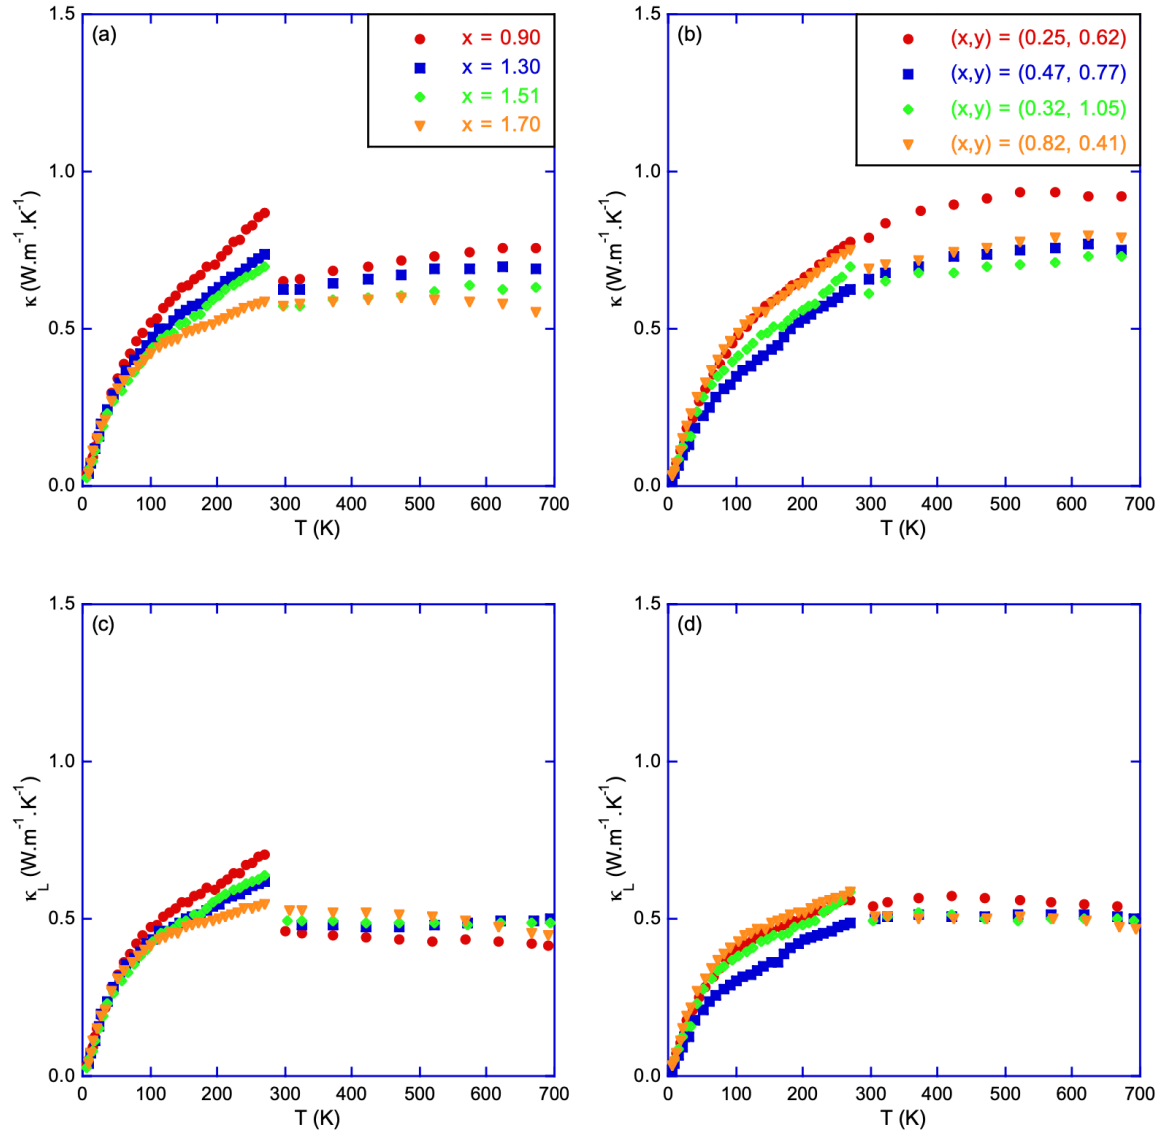 (a)
x = 0.90
x = 1.30
x = 1.51
x = 1.70
1.5
1.0
0.5
0.0
κ (W.m⁻¹.K⁻¹)
0 100 200 300 400 500 600 700
T (K)
(b)
(x,y) = (0.25, 0.62)
(x,y) = (0.47, 0.77)
(x,y) = (0.32, 1.05)
(x,y) = (0.82, 0.41)
1.5
1.0
0.5
0.0
κ (W.m⁻¹.K⁻¹)
0 100 200 300 400 500 600 700
T (K)
(c)
1.5
1.0
0.5
0.0
κ_L (W.m⁻¹.K⁻¹)
0 100 200 300 400 500 600 700
T (K)
(d)
1.5
1.0
0.5
0.0
κ_L (W.m⁻¹.K⁻¹)
0 100 200 300 400 500 600 700
T (K)